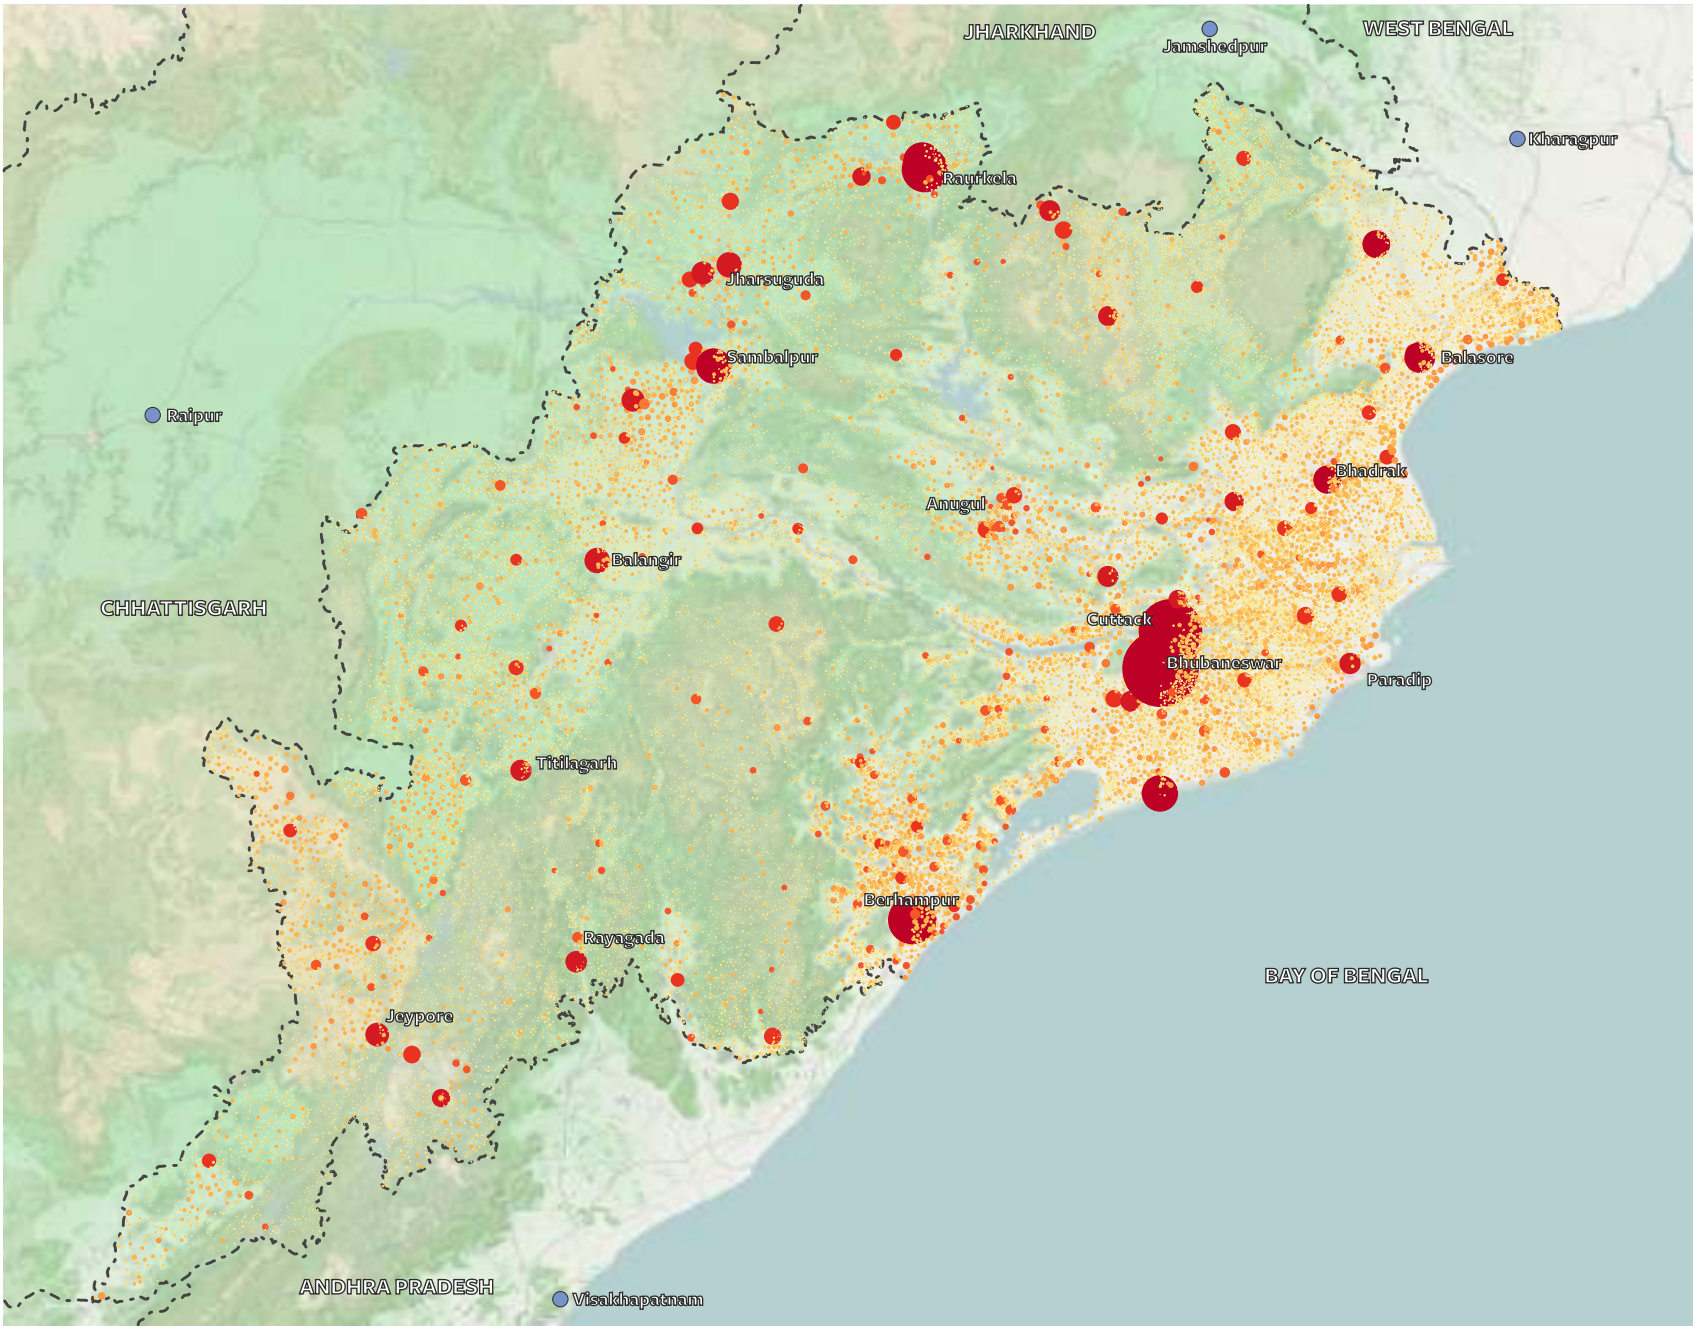 JHARKHAND
WEST BENGAL
Jamshedpur
Kharagpur
Raurkela
Jharsuguda
Sambalpur
Balasore
Raipur
Bhadrak
Anugul
Balangir
CHHATTISGARH
Cuttack
Bhubaneswar
Paradip
Titilagarh
Berhampur
Rayagada
BAY OF BENGAL
Jeypore
ANDHRA PRADESH
Visakhapatnam